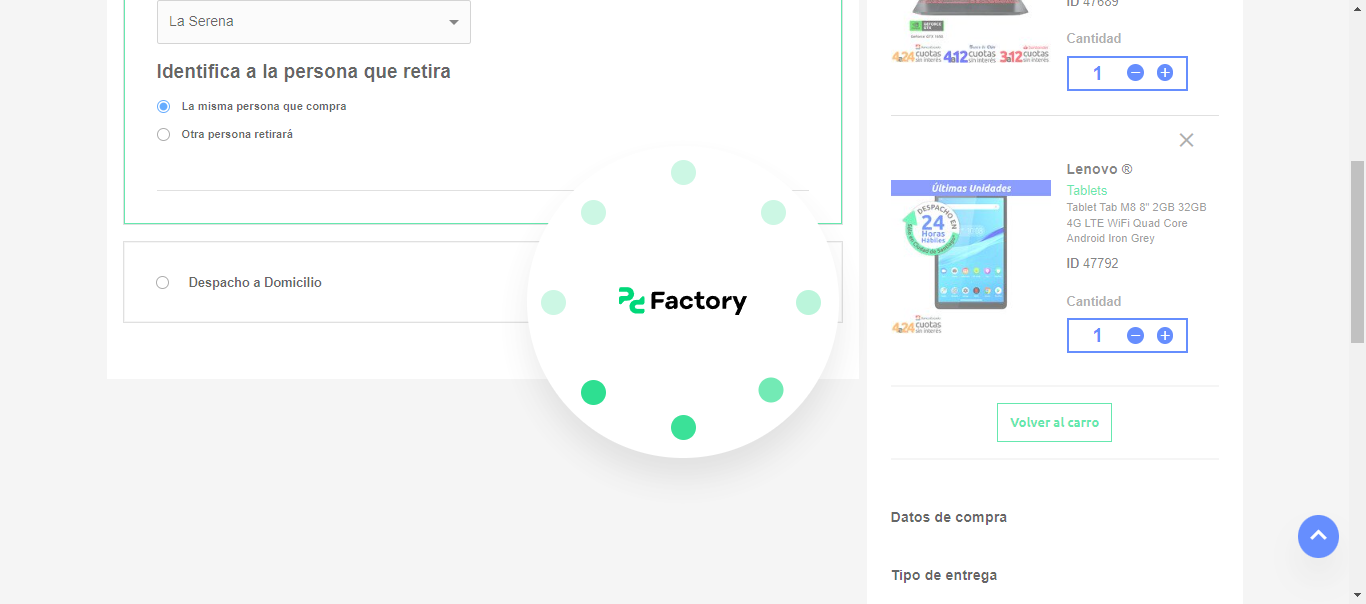 La Serena
Identifica a la persona que retira
La misma persona que compra
Otra persona retirará
Despacho a Domicilio
Factory
ID 47689
4a24 cuotas sin interés 4a12 cuotas sin interés 3a12 cuotas sin interés
Cantidad
1
Lenovo ®
Tablets
Tablet Tab M8 8" 2GB 32GB
4G LTE WiFi Quad Core
Android Iron Grey
ID 47792
Últimas Unidades
DESPACHO EN
24
Horas
Hábiles
4a24 cuotas
sin interés
Cantidad
1
Volver al carro
Datos de compra
Tipo de entrega